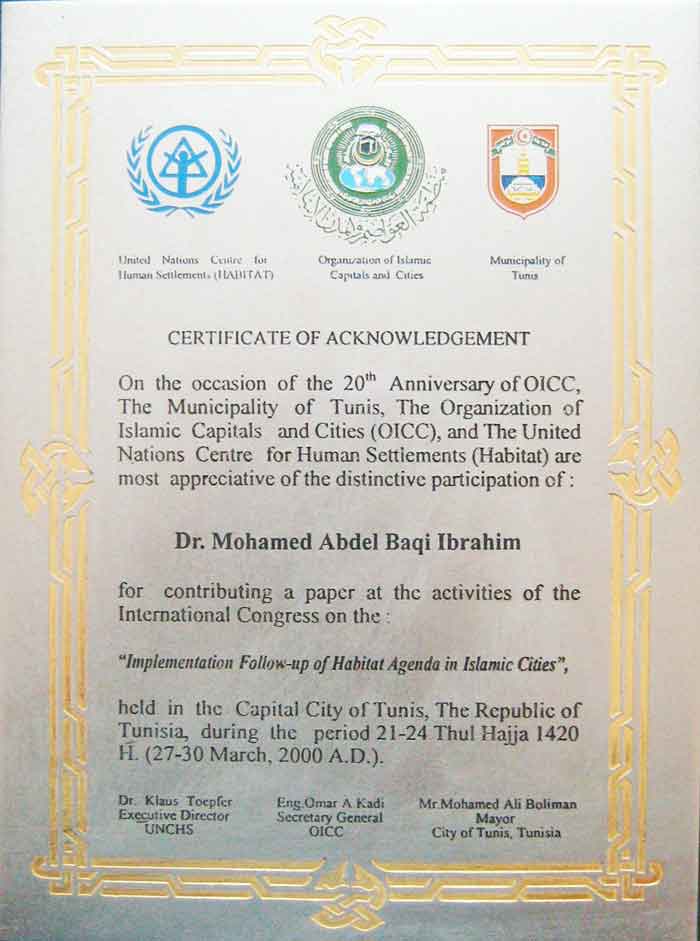 منظمة العواصم والمدن الإسلامية
United Nations Centre for
Human Settlements (HABITAT)
Organization of Islamic
Capitals and Cities
Municipality of
Tunis
CERTIFICATE OF ACKNOWLEDGEMENT
On the occasion of the 20th Anniversary of OICC,
The Municipality of Tunis, The Organization of
Islamic Capitals and Cities (OICC), and The United
Nations Centre for Human Settlements (Habitat) are
most appreciative of the distinctive participation of :
Dr. Mohamed Abdel Baqi Ibrahim
for contributing a paper at the activities of the
International Congress on the :
“Implementation Follow-up of Habitat Agenda in Islamic Cities”,
held in the Capital City of Tunis, The Republic of
Tunisia, during the period 21-24 Thul Hajja 1420
H. (27-30 March, 2000 A.D.).
Dr. Klaus Toepfer
Executive Director
UNCHS
Eng.Omar A Kadi
Secretary General
OICC
Mr.Mohamed Ali Boliman
Mayor
City of Tunis, Tunisia